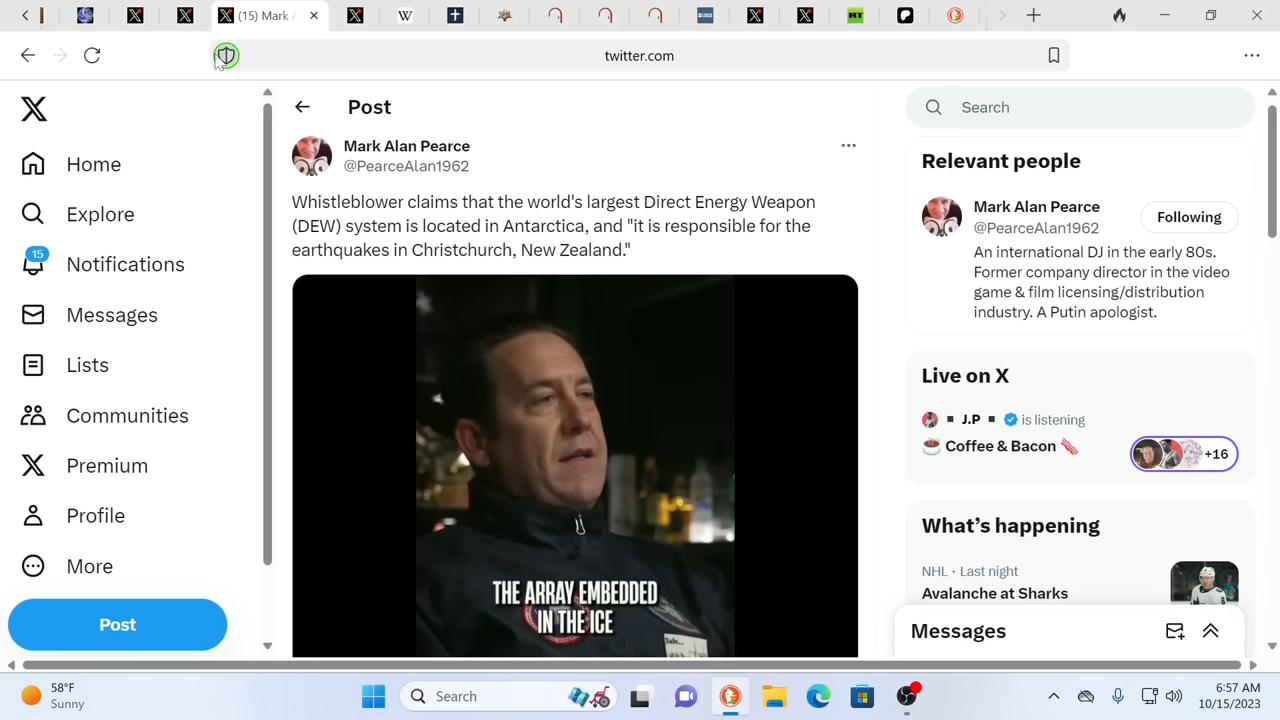 (15) Mark A
W
RT
twitter.com
Home
Explore
15
Notifications
Messages
Lists
Communities
Premium
Profile
More
Post
Post
Mark Alan Pearce
@PearceAlan1962
Whistleblower claims that the world's largest Direct Energy Weapon
(DEW) system is located in Antarctica, and "it is responsible for the
earthquakes in Christchurch, New Zealand."
THE ARRAY EMBEDDED
IN THE ICE
Safe...
Search
Relevant people
Mark Alan Pearce
@PearceAlan1962
Following
An international DJ in the early 80s.
Former company director in the video
game & film licensing/distribution
industry. A Putin apologist.
Live on X
▪ J.P ▪ is listening
☕ Coffee & Bacon 🥓
+16
What's happening
NHL · Last night
Avalanche at Sharks
Messages
58°F
Sunny
Search
6:57 AM
10/15/2023